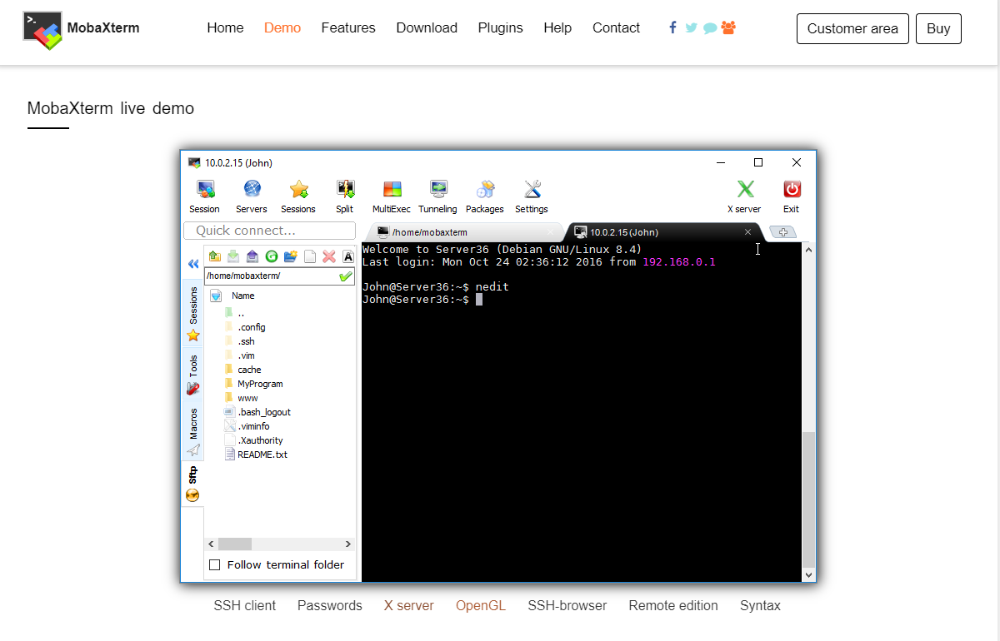 MobaXterm Home Demo Features Download Plugins Help Contact Customer area Buy
MobaXterm live demo
10.0.2.15 (John)
Session Servers Sessions Split MultiExec Tunneling Packages Settings X server Exit
Quick connect...
/home/mobaxterm
10.0.2.15 (John)
/home/mobaxterm/
Sessions
Tools
Macros
Sftp
Name
..
.config
.ssh
.vim
cache
MyProgram
www
.bash_logout
.viminfo
.Xauthority
README.txt
Follow terminal folder
Welcome to Server36 (Debian GNU/Linux 8.4)
Last login: Mon Oct 24 02:36:12 2016 from 192.168.0.1
John@Server36:~$ nedit
John@Server36:~$
SSH client Passwords X server OpenGL SSH-browser Remote edition Syntax